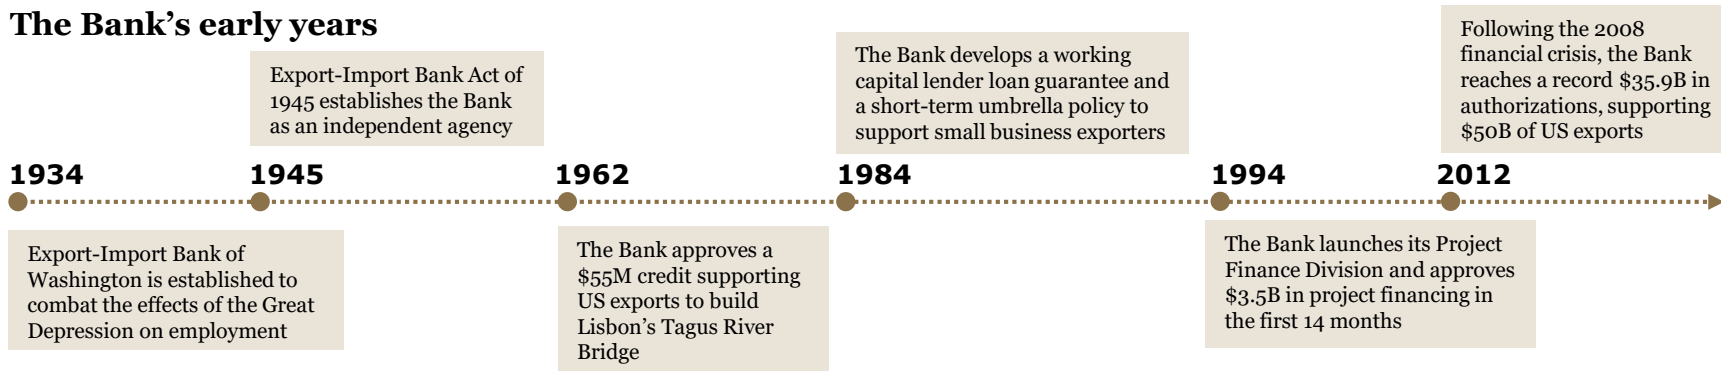 The Bank’s early years
1934
Export-Import Bank of
Washington is established to
combat the effects of the Great
Depression on employment
1945
Export-Import Bank Act of
1945 establishes the Bank
as an independent agency
1962
The Bank approves a
$55M credit supporting
US exports to build
Lisbon’s Tagus River
Bridge
1984
The Bank develops a working
capital lender loan guarantee and
a short-term umbrella policy to
support small business exporters
1994
The Bank launches its Project
Finance Division and approves
$3.5B in project financing in
the first 14 months
2012
Following the 2008
financial crisis, the Bank
reaches a record $35.9B in
authorizations, supporting
$50B of US exports